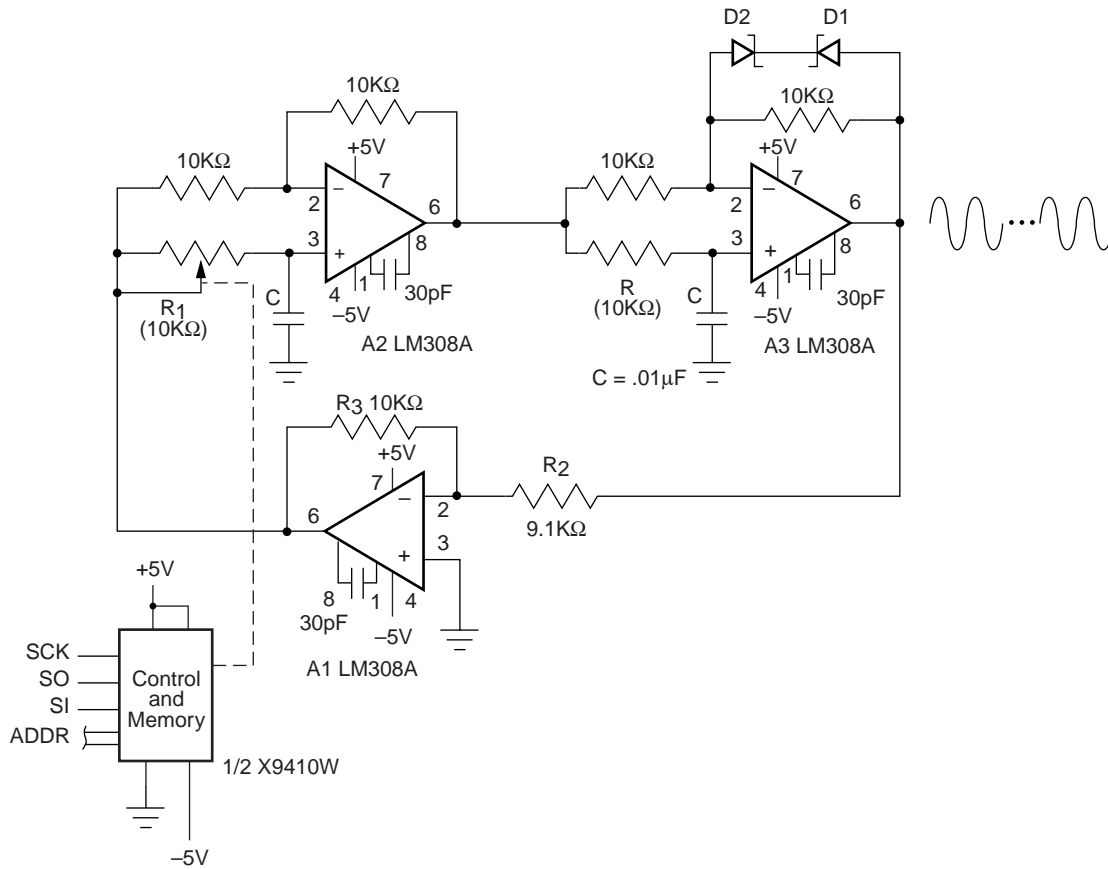 D2 D1
10KΩ 10KΩ
+5V +5V
10KΩ 7 10KΩ 7
– –
2 6 2 6
3 8 3 8
+ +
C 1 C 1
R1 4 30pF R 4 30pF
(10KΩ) –5V (10KΩ) –5V
A2 LM308A A3 LM308A
C = .01μF
R3 10KΩ
+5V
7 R2
– 2
6 9.1KΩ
+ 3
+5V
8 1 4
30pF
–5V
SCK A1 LM308A
SO Control
SI and
ADDR Memory
1/2 X9410W
–5V